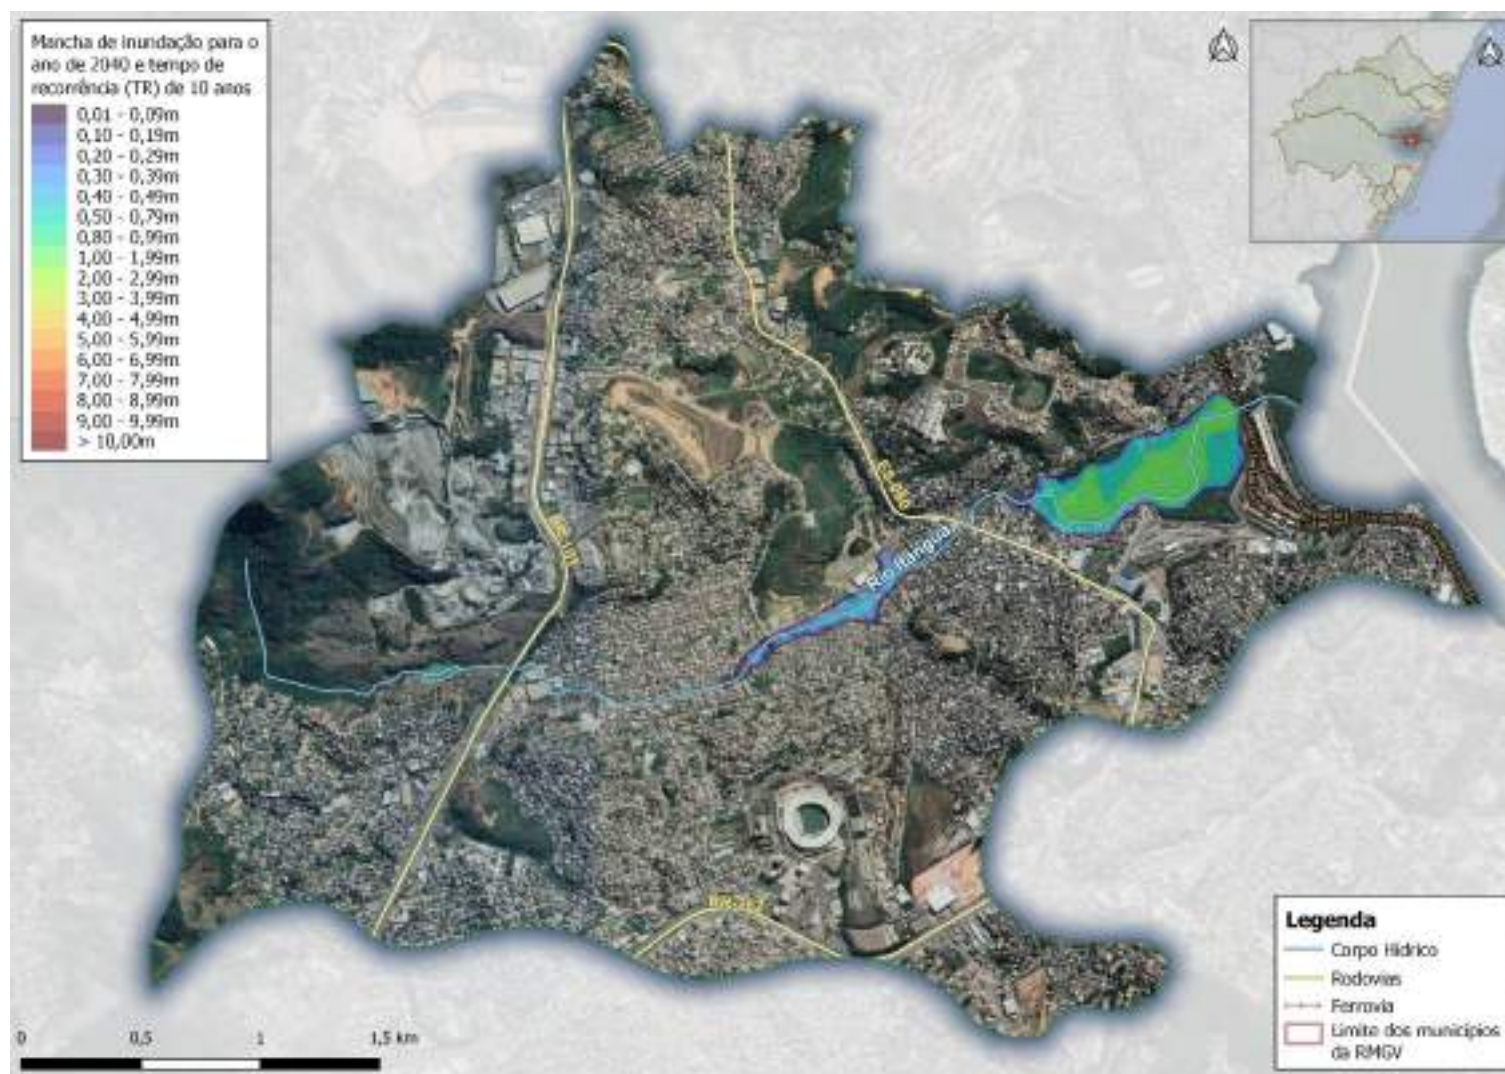 Mancha de inundação para o
ano de 2040 e tempo de
recorrência (TR) de 10 anos
0,01 - 0,09m
0,10 - 0,19m
0,20 - 0,29m
0,30 - 0,39m
0,40 - 0,49m
0,50 - 0,79m
0,80 - 0,99m
1,00 - 1,99m
2,00 - 2,99m
3,00 - 3,99m
4,00 - 4,99m
5,00 - 5,99m
6,00 - 6,99m
7,00 - 7,99m
8,00 - 8,99m
9,00 - 9,99m
> 10,00m
Rio Itanguá
BR-262
Legenda
Corpo Hídrico
Rodovias
Ferrovia
Limite dos municípios
da RMGV
0 0,5 1 1,5 km